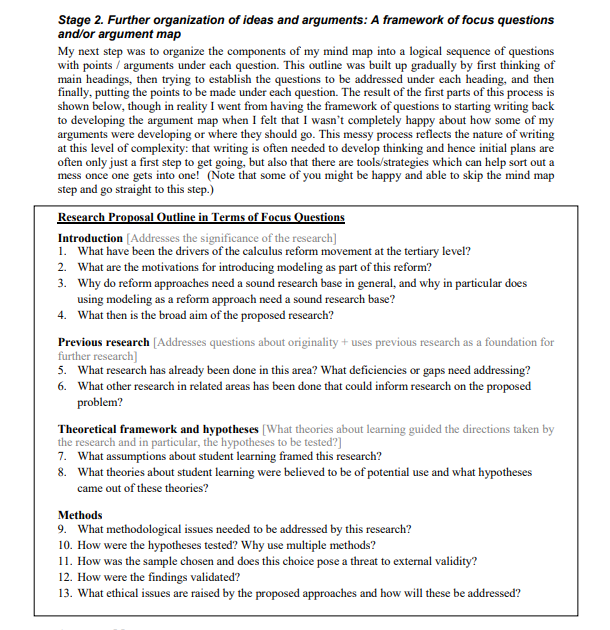 Stage 2. Further organization of ideas and arguments: A framework of focus questions
and/or argument map
My next step was to organize the components of my mind map into a logical sequence of questions
with points / arguments under each question. This outline was built up gradually by first thinking of
main headings, then trying to establish the questions to be addressed under each heading, and then
finally, putting the points to be made under each question. The result of the first parts of this process is
shown below, though in reality I went from having the framework of questions to starting writing back
to developing the argument map when I felt that I wasn't completely happy about how some of my
arguments were developing or where they should go. This messy process reflects the nature of writing
at this level of complexity: that writing is often needed to develop thinking and hence initial plans are
often only just a first step to get going, but also that there are tools/strategies which can help sort out a
mess once one gets into one! (Note that some of you might be happy and able to skip the mind map
step and go straight to this step.)
Research Proposal Outline in Terms of Focus Questions
Introduction [Addresses the significance of the research]
1. What have been the drivers of the calculus reform movement at the tertiary level?
2. What are the motivations for introducing modeling as part of this reform?
3. Why do reform approaches need a sound research base in general, and why in particular does
using modeling as a reform approach need a sound research base?
4. What then is the broad aim of the proposed research?
Previous research [Addresses questions about originality + uses previous research as a foundation for
further research]
5. What research has already been done in this area? What deficiencies or gaps need addressing?
6. What other research in related areas has been done that could inform research on the proposed
problem?
Theoretical framework and hypotheses [What theories about learning guided the directions taken by
the research and in particular, the hypotheses to be tested?]
7. What assumptions about student learning framed this research?
8. What theories about student learning were believed to be of potential use and what hypotheses
came out of these theories?
Methods
9. What methodological issues needed to be addressed by this research?
10. How were the hypotheses tested? Why use multiple methods?
11. How was the sample chosen and does this choice pose a threat to external validity?
12. How were the findings validated?
13. What ethical issues are raised by the proposed approaches and how will these be addressed?